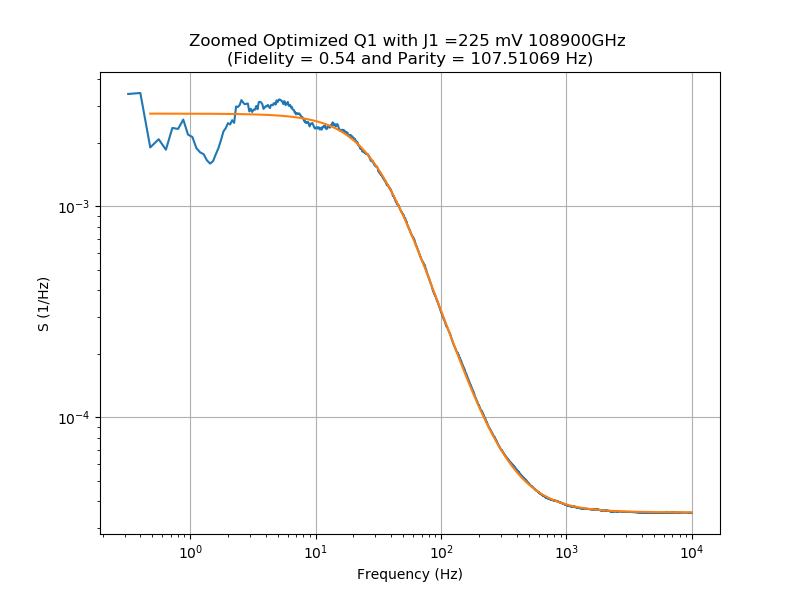 Zoomed Optimized Q1 with J1 =225 mV 108900GHz
(Fidelity = 0.54 and Parity = 107.51069 Hz)
S (1/Hz)
10⁻³
10⁻⁴
10⁰ 10¹ 10² 10³ 10⁴
Frequency (Hz)